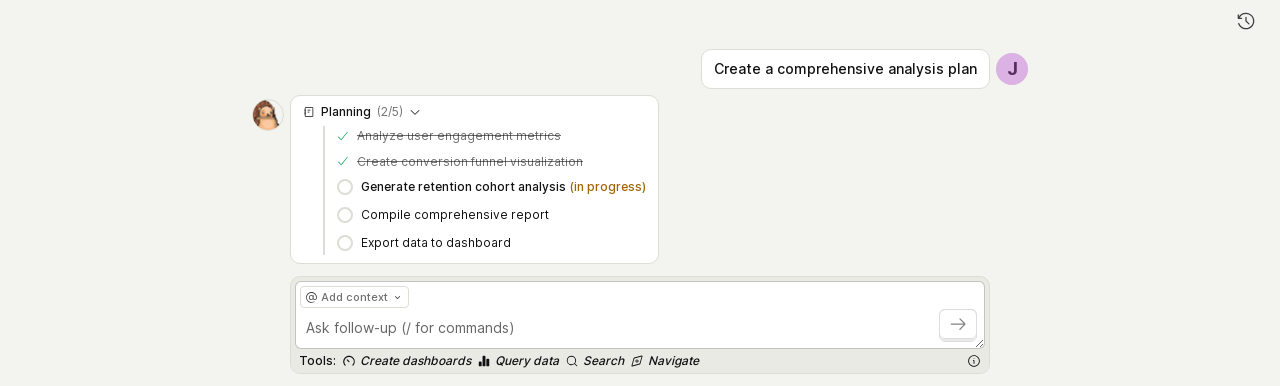 Create a comprehensive analysis plan
J
Planning (2/5)
Analyze user engagement metrics
Create conversion funnel visualization
Generate retention cohort analysis (in progress)
Compile comprehensive report
Export data to dashboard
Add context
Ask follow-up (/ for commands)
Tools: Create dashboards Query data Search Navigate